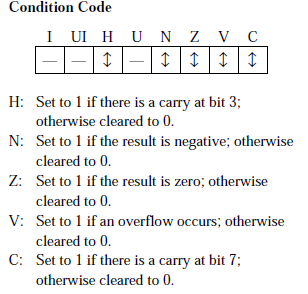 Condition Code
I UI H U N Z V C
— — ↕ — ↕ ↕ ↕ ↕
H: Set to 1 if there is a carry at bit 3;
otherwise cleared to 0.
N: Set to 1 if the result is negative; otherwise
cleared to 0.
Z: Set to 1 if the result is zero; otherwise
cleared to 0.
V: Set to 1 if an overflow occurs; otherwise
cleared to 0.
C: Set to 1 if there is a carry at bit 7;
otherwise cleared to 0.